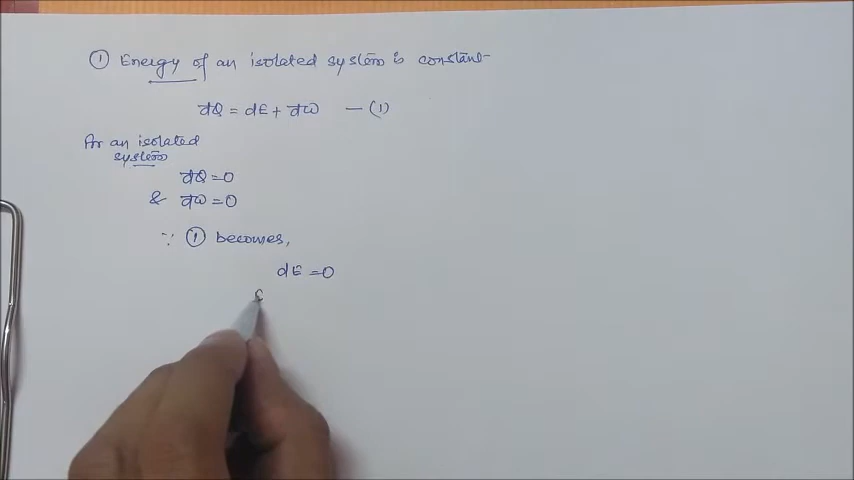 ① Energy of an isolated system is constant
đQ = dE + đW — (1)
For an isolated
system
đQ = 0
& đW = 0
∵ ① becomes,
dE = 0